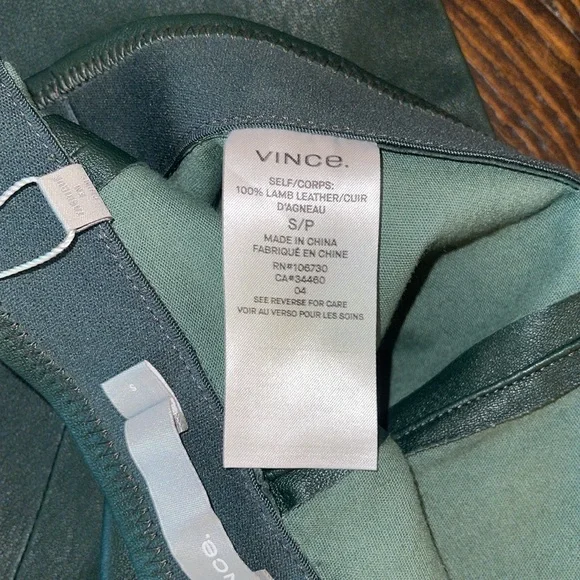 VINCE.
SELF/CORPS:
100% LAMB LEATHER/CUIR
D'AGNEAU
S/P
MADE IN CHINA
FABRIQUÉ EN CHINE
RN#106730
CA#34460
04
SEE REVERSE FOR CARE
VOIR AU VERSO POUR LES SOINS
S
nce.